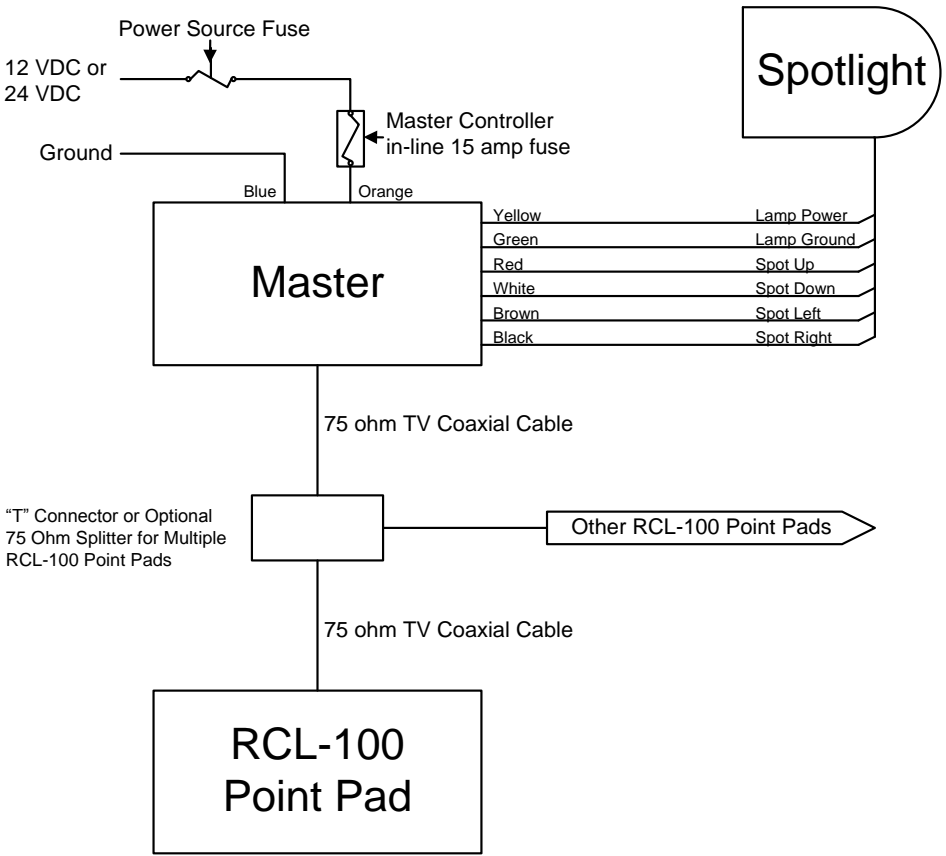 Power Source Fuse
12 VDC or
24 VDC
Spotlight
Master Controller
in-line 15 amp fuse
Ground
Blue
Orange
Master
Yellow
Lamp Power
Green
Lamp Ground
Red
Spot Up
White
Spot Down
Brown
Spot Left
Black
Spot Right
75 ohm TV Coaxial Cable
“T” Connector or Optional
75 Ohm Splitter for Multiple
RCL-100 Point Pads
Other RCL-100 Point Pads
75 ohm TV Coaxial Cable
RCL-100
Point Pad